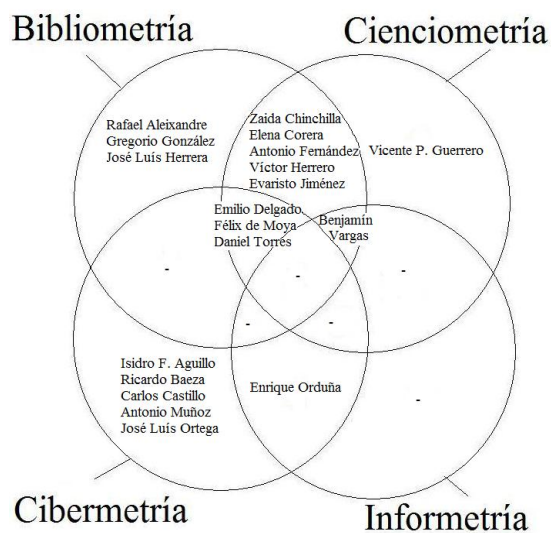 Bibliometría
Cienciometría
Rafael Aleixandre
Gregorio González
José Luís Herrera
Zaida Chinchilla
Elena Corera
Antonio Fernández
Víctor Herrero
Evaristo Jiménez
Vicente P. Guerrero
Emilio Delgado
Félix de Moya
Daniel Torres
Benjamín
Vargas
-
-
-
-
-
Isidro F. Aguillo
Ricardo Baeza
Carlos Castillo
Antonio Muñoz
José Luís Ortega
Enrique Orduña
-
Cibermetría
Informetría